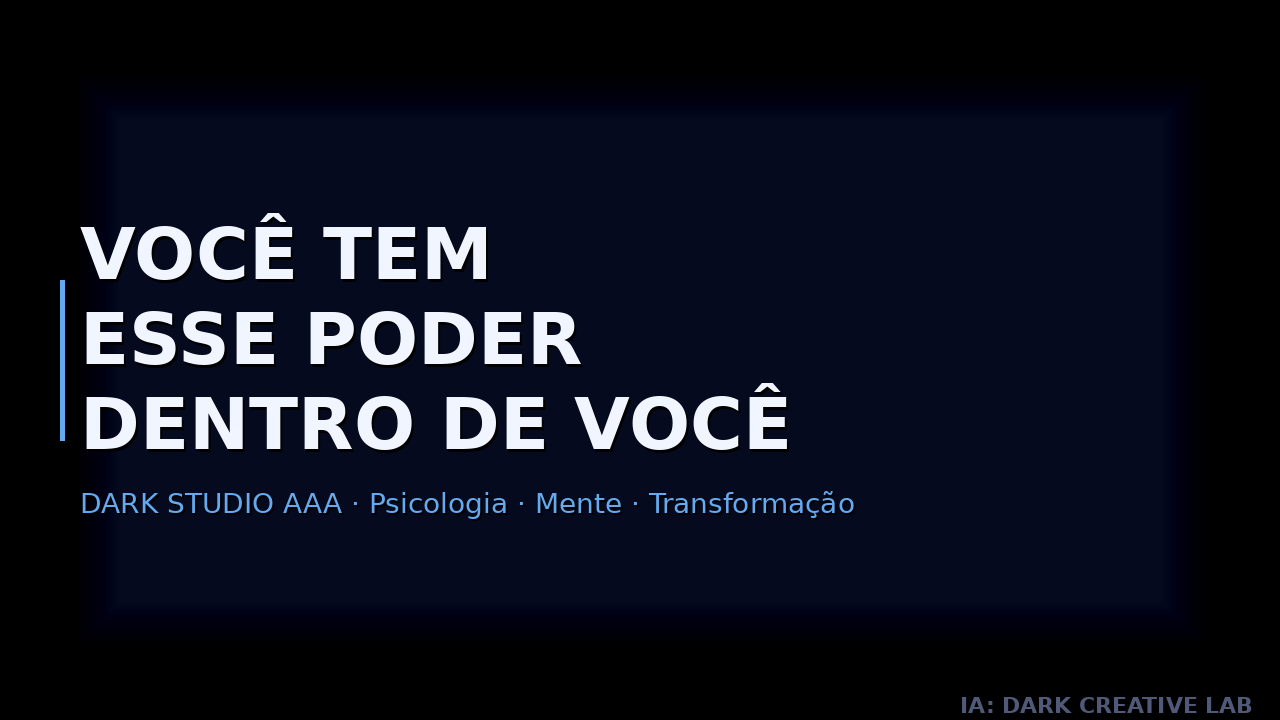 VOCÊ TEM
ESSE PODER
DENTRO DE VOCÊ
DARK STUDIO AAA · Psicologia · Mente · Transformação
IA: DARK CREATIVE LAB